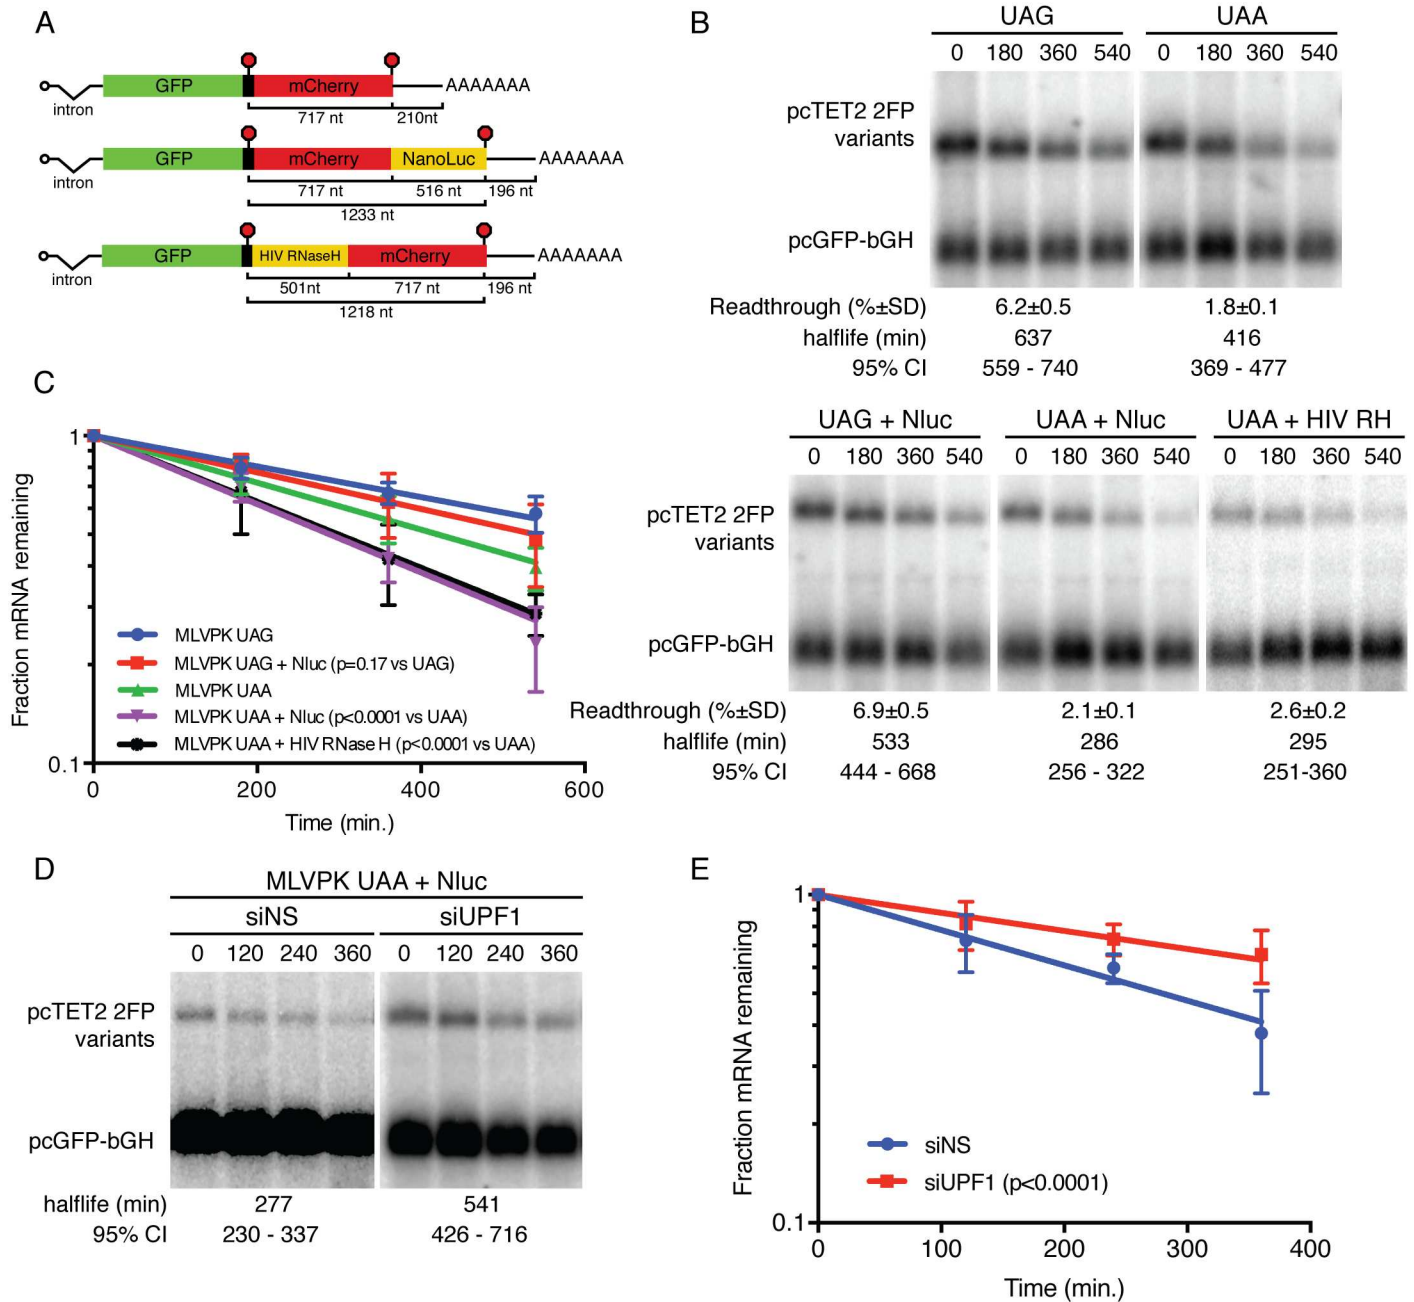 A
GFP mCherry AAAAAAA
intron
717 nt 210nt
GFP mCherry NanoLuc AAAAAAA
intron
717 nt 516 nt 196 nt
1233 nt
GFP HIV RNaseH mCherry AAAAAAA
intron
501nt 717 nt 196 nt
1218 nt
B
UAG UAA
0 180 360 540 0 180 360 540
pcTET2 2FP
variants
pcGFP-bGH
Readthrough (%±SD) 6.2±0.5 1.8±0.1
halflife (min) 637 416
95% CI 559 - 740 369 - 477
UAG + Nluc UAA + Nluc UAA + HIV RH
0 180 360 540 0 180 360 540 0 180 360 540
pcTET2 2FP
variants
pcGFP-bGH
Readthrough (%±SD) 6.9±0.5 2.1±0.1 2.6±0.2
halflife (min) 533 286 295
95% CI 444 - 668 256 - 322 251-360
C
Fraction mRNA remaining
1
0.1
MLVPK UAG
MLVPK UAG + Nluc (p=0.17 vs UAG)
MLVPK UAA
MLVPK UAA + Nluc (p<0.0001 vs UAA)
MLVPK UAA + HIV RNase H (p<0.0001 vs UAA)
0 200 400 600
Time (min.)
D
MLVPK UAA + Nluc
siNS siUPF1
0 120 240 360 0 120 240 360
pcTET2 2FP
variants
pcGFP-bGH
halflife (min) 277 541
95% CI 230 - 337 426 - 716
E
Fraction mRNA remaining
1
0.1
siNS
siUPF1 (p<0.0001)
0 100 200 300 400
Time (min.)